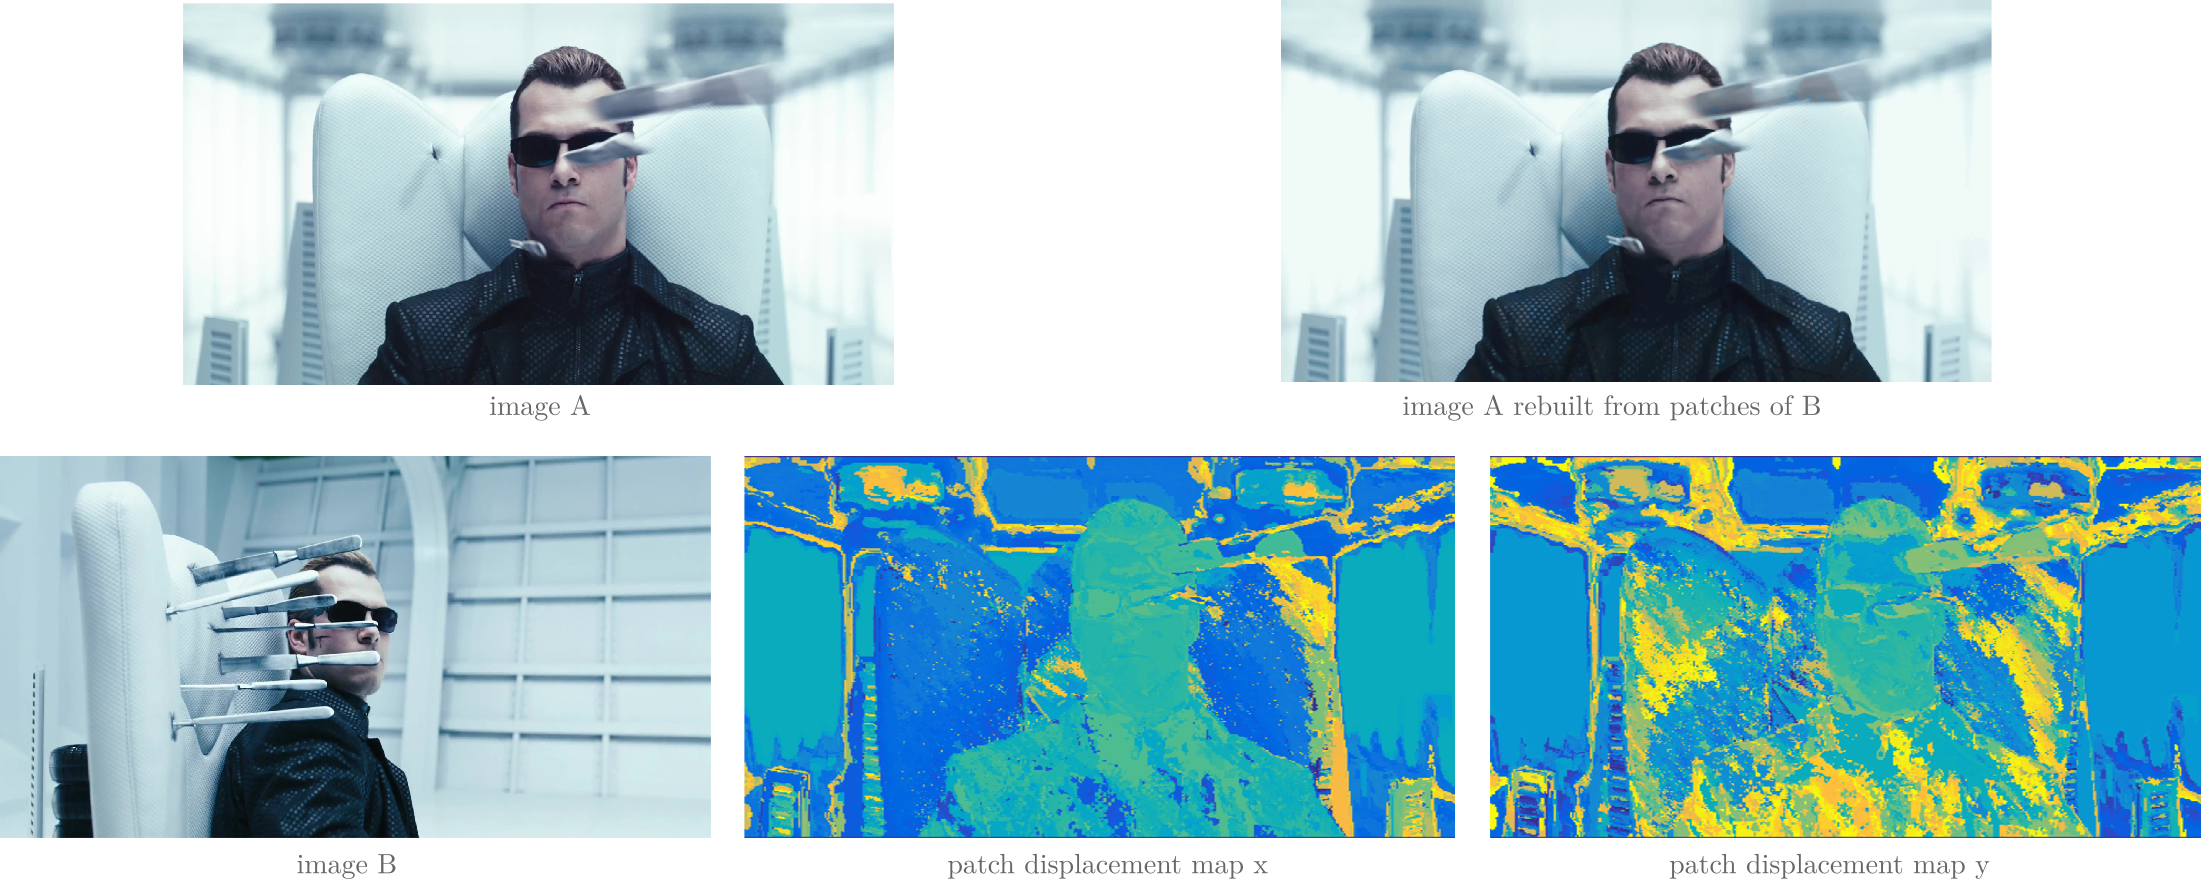 image A
image A rebuilt from patches of B
image B
patch displacement map x
patch displacement map y